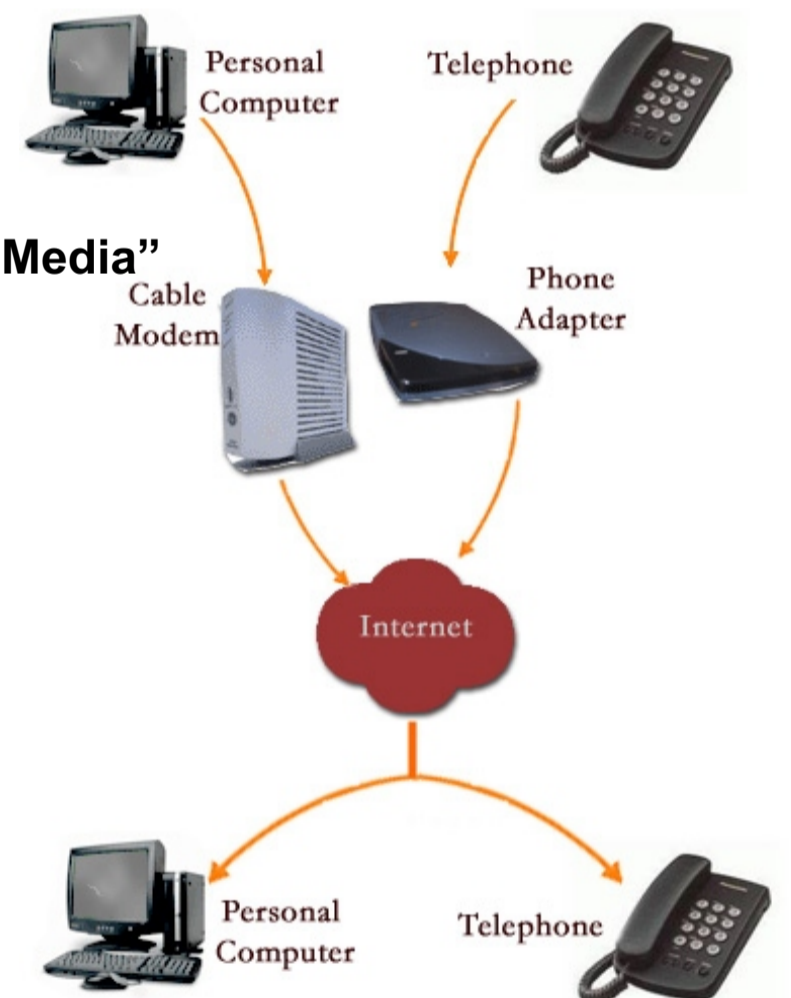 Personal
Computer
Telephone
Media”
Cable
Modem
Phone
Adapter
Internet
Personal
Computer
Telephone